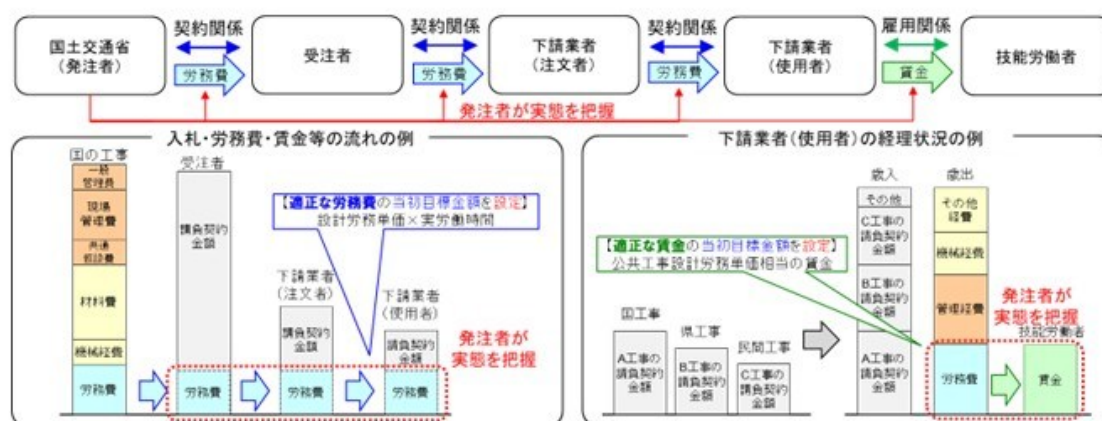 国土交通省
(発注者)
契約関係
労務費
受注者
契約関係
労務費
下請業者
(注文者)
契約関係
労務費
下請業者
(使用者)
雇用関係
賃金
技能労働者
発注者が実態を把握
入札・労務費・賃金等の流れの例
国の工事
一般
管理費
現場
管理費
共通
仮設費
材料費
機械経費
労務費
受注者
請負契約
金額
労務費
【適正な労務費の当初目標金額を設定】
設計労務単価×実労働時間
下請業者
(注文者)
請負契約
金額
労務費
下請業者
(使用者)
請負契約
金額
労務費
発注者が
実態を把握
下請業者(使用者)の経理状況の例
【適正な賃金の当初目標金額を設定】
公共工事設計労務単価相当の賃金
国工事
A工事の
請負契約
金額
県工事
B工事の
請負契約
金額
民間工事
C工事の
請負契約
金額
歳入
その他
C工事の
請負契約
金額
B工事の
請負契約
金額
A工事の
請負契約
金額
歳出
その他
経費
機械経費
管理経費
労務費
発注者が
実態を把握
技能労働者
賃金